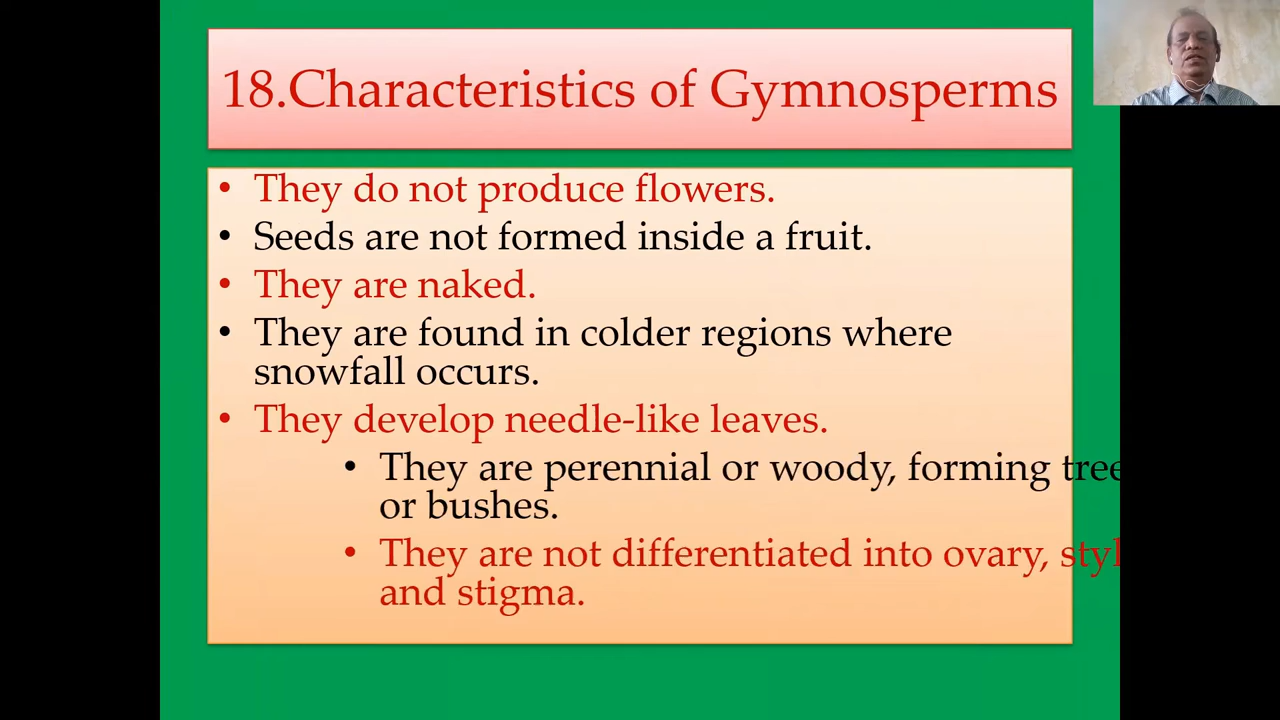 18.Characteristics of Gymnosperms
• They do not produce flowers.
• Seeds are not formed inside a fruit.
• They are naked.
• They are found in colder regions where
snowfall occurs.
• They develop needle-like leaves.
• They are perennial or woody, forming tree
or bushes.
• They are not differentiated into ovary, styl
and stigma.